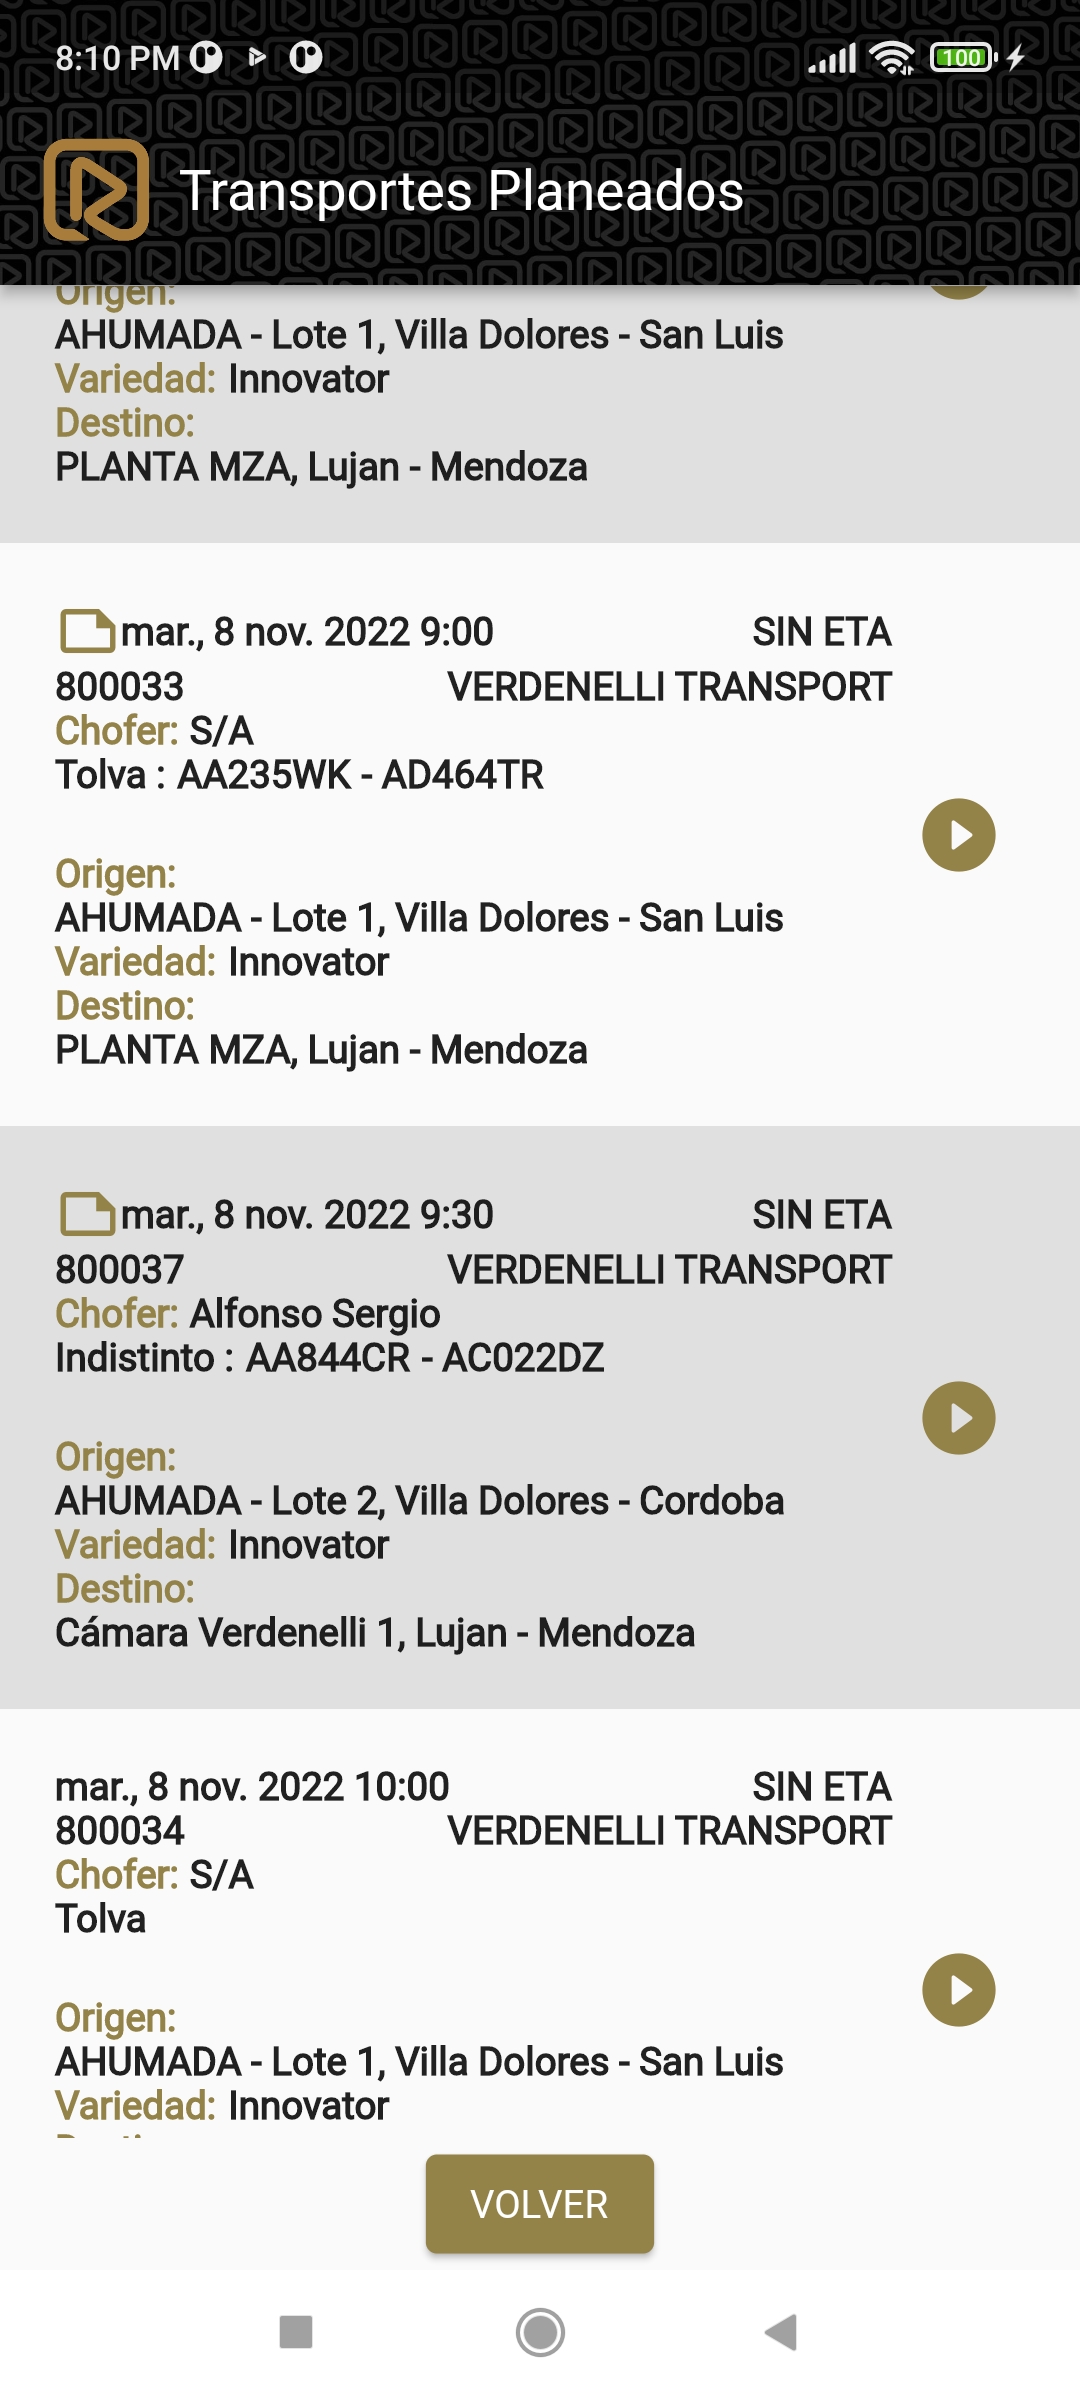 8:10 PM
100
Transportes Planeados
Origen:
AHUMADA - Lote 1, Villa Dolores - San Luis
Variedad: Innovator
Destino:
PLANTA MZA, Lujan - Mendoza
mar., 8 nov. 2022 9:00 SIN ETA
800033 VERDENELLI TRANSPORT
Chofer: S/A
Tolva : AA235WK - AD464TR
Origen:
AHUMADA - Lote 1, Villa Dolores - San Luis
Variedad: Innovator
Destino:
PLANTA MZA, Lujan - Mendoza
mar., 8 nov. 2022 9:30 SIN ETA
800037 VERDENELLI TRANSPORT
Chofer: Alfonso Sergio
Indistinto : AA844CR - AC022DZ
Origen:
AHUMADA - Lote 2, Villa Dolores - Cordoba
Variedad: Innovator
Destino:
Cámara Verdenelli 1, Lujan - Mendoza
mar., 8 nov. 2022 10:00 SIN ETA
800034 VERDENELLI TRANSPORT
Chofer: S/A
Tolva
Origen:
AHUMADA - Lote 1, Villa Dolores - San Luis
Variedad: Innovator
VOLVER